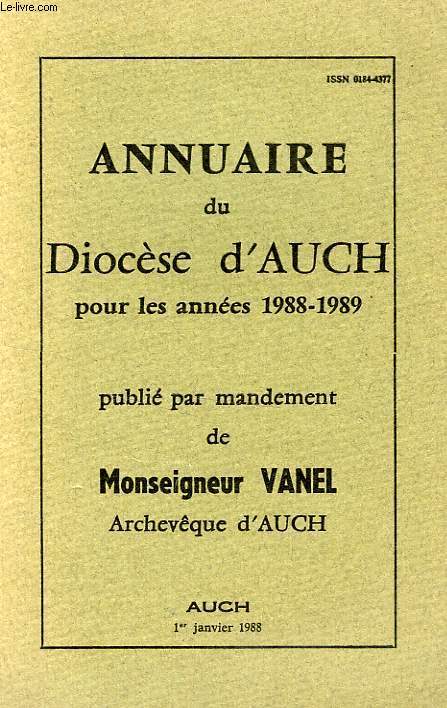 Le-livre.com
ISSN 0184-4377
ANNUAIRE
du
Diocèse d'AUCH
pour les années 1988-1989
publié par mandement
de
Monseigneur VANEL
Archevêque d'AUCH
AUCH
1er janvier 1988